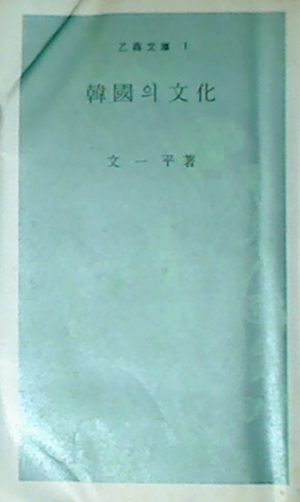 乙酉文庫 1
韓國의 文化
文一平著